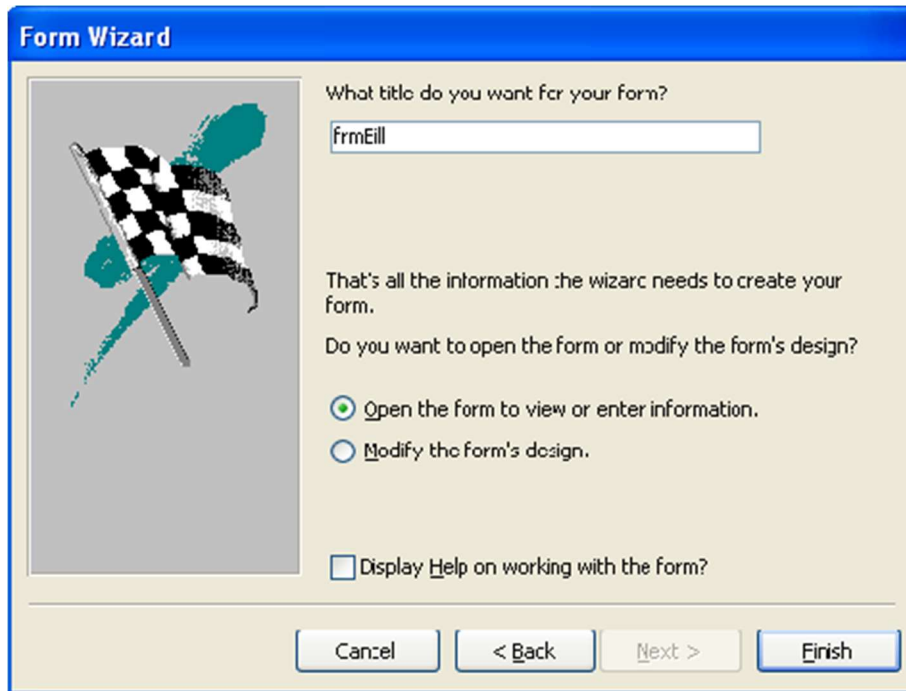 Form Wizard
What title do you want for your form?
frmEill
That's all the information the wizard needs to create your
form.
Do you want to open the form or modify the form's design?
Open the form to view or enter information.
Modify the form's design.
Display Help on working with the form?
Cancel
< Back
Next >
Finish